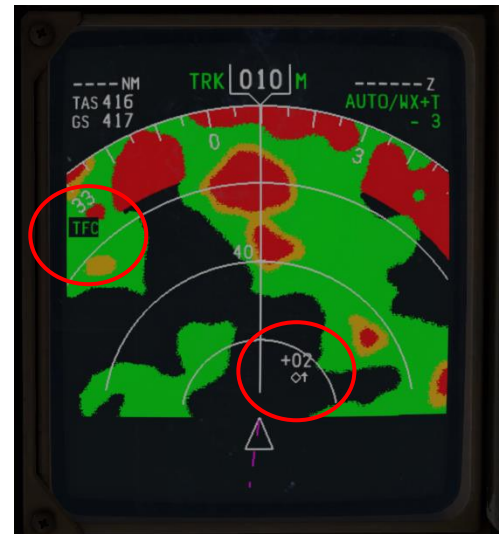 ----NM TRK 010 M ------Z
TAS 416 AUTO/WX+T
GS 417 - 3
33 0 3
TFC
40
+02